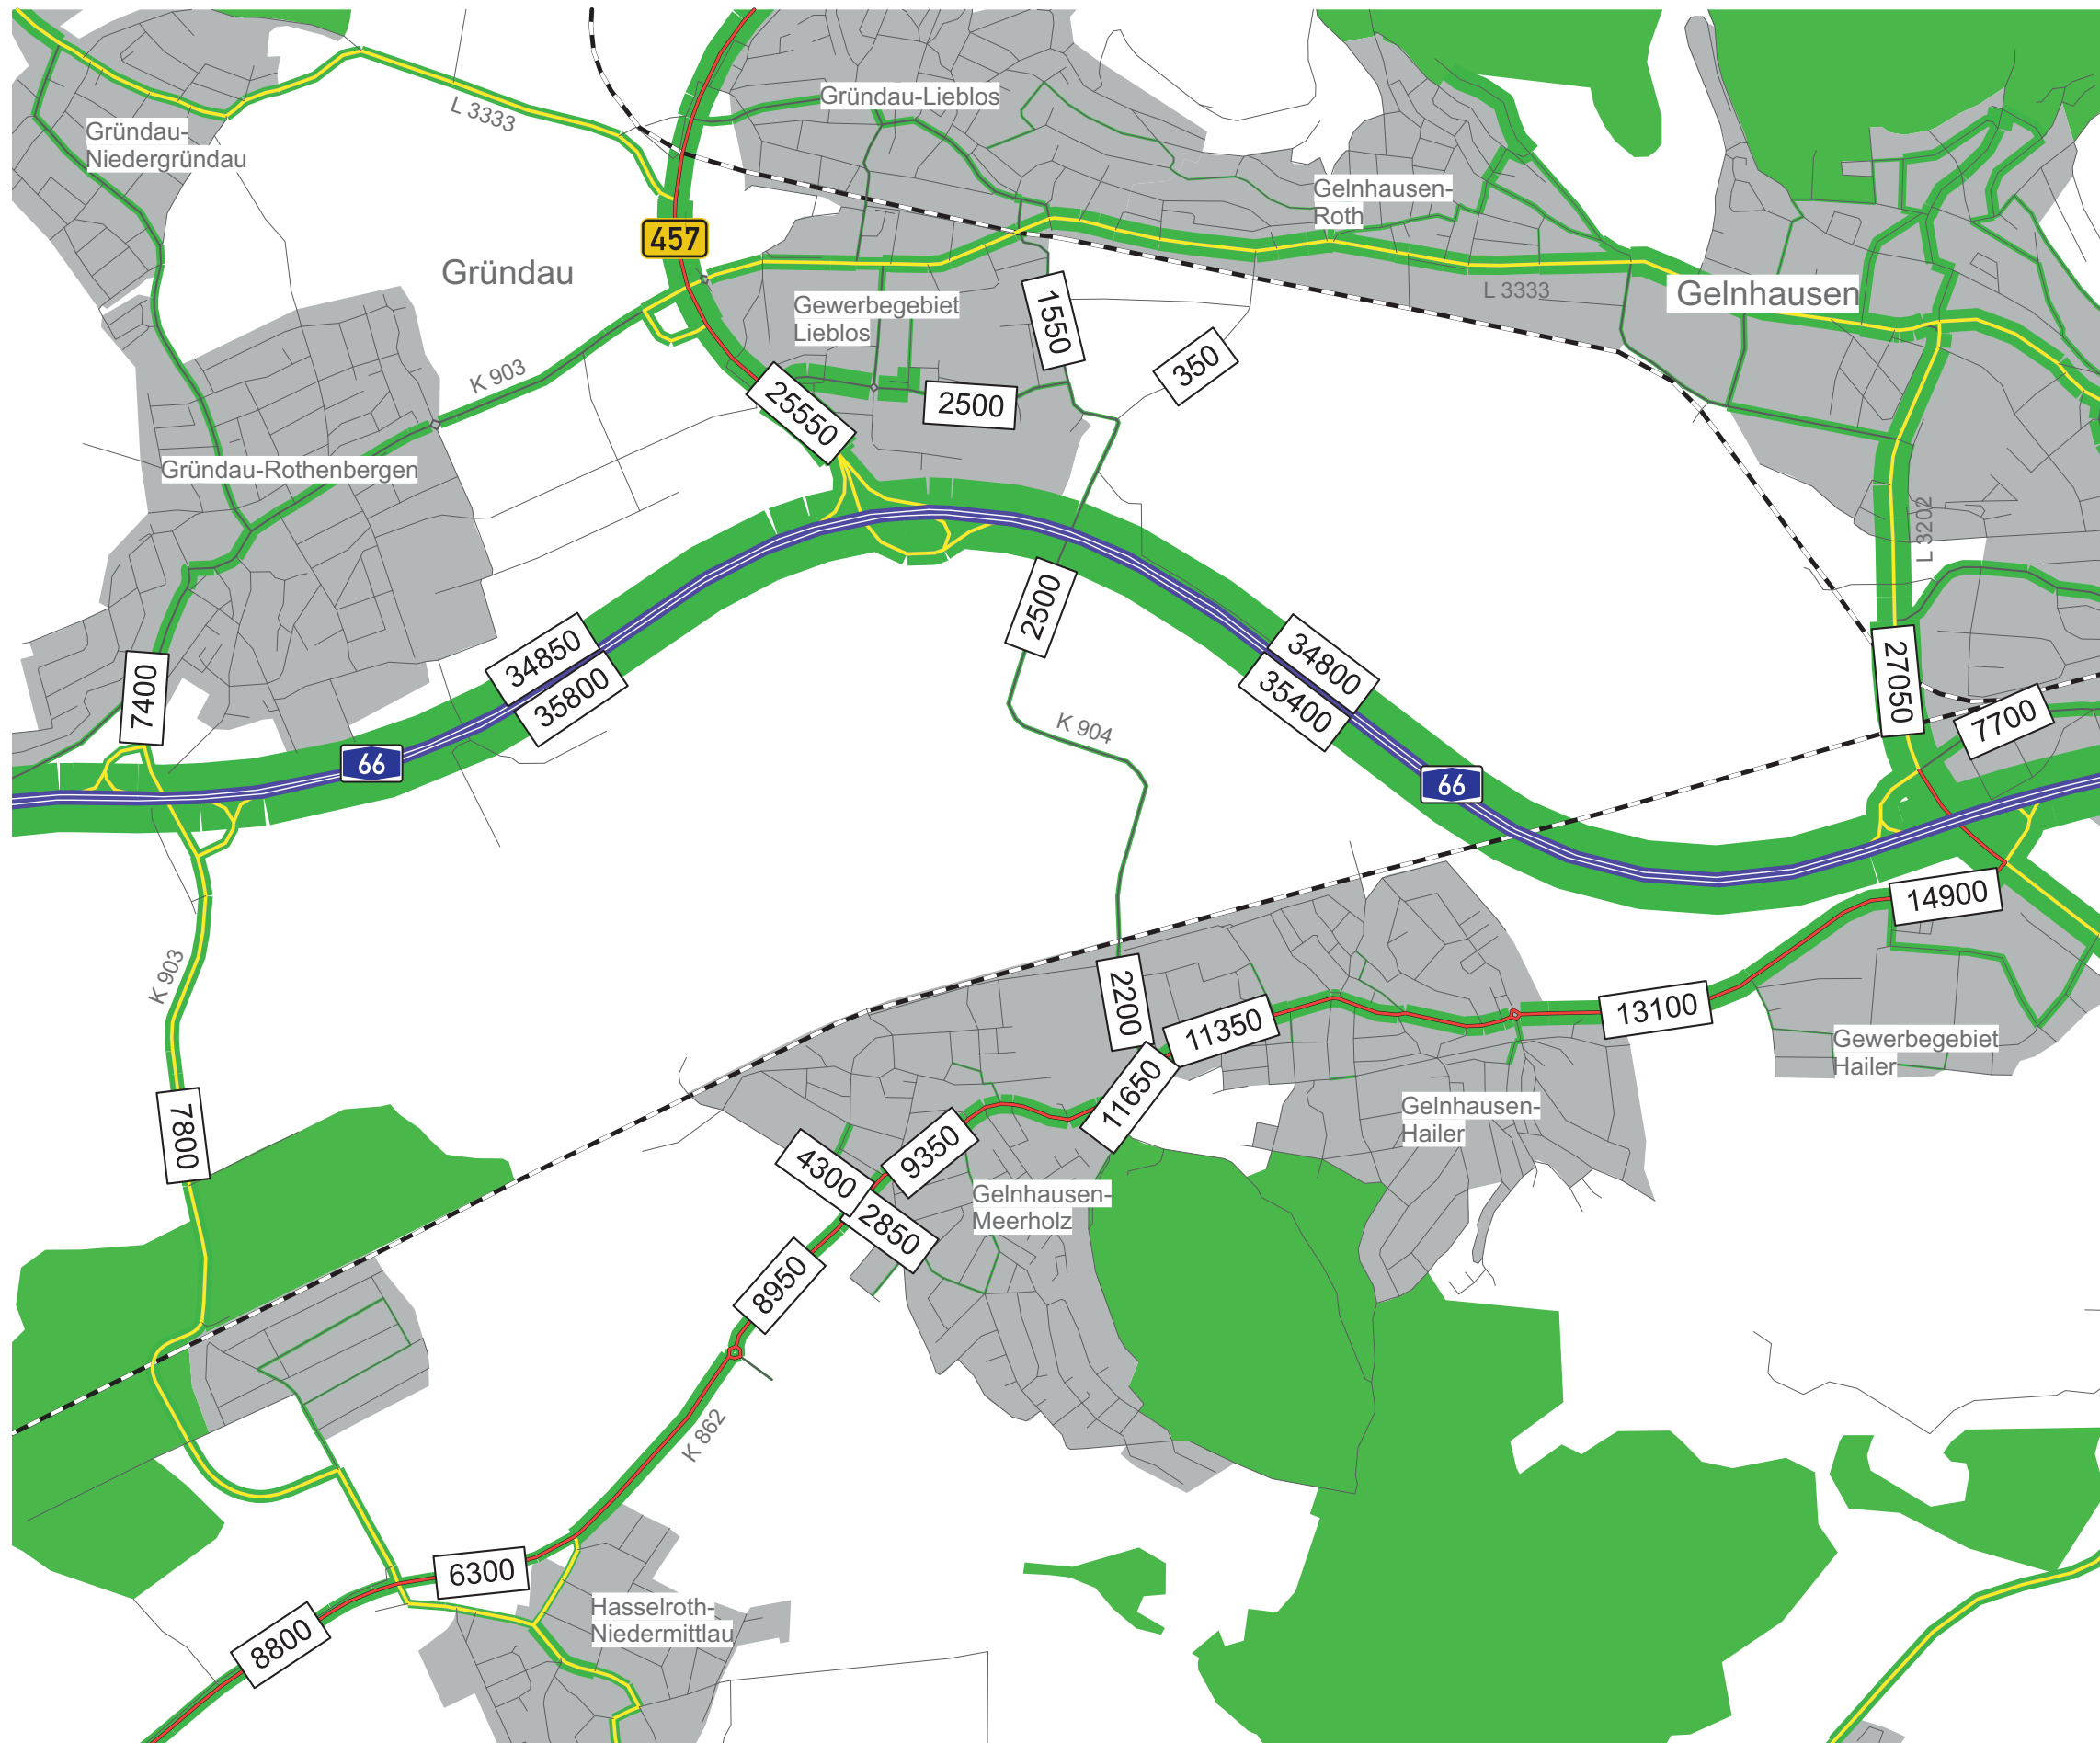 L 3333
Gründau-Lieblos
Gründau-
Niedergründau
Gelnhausen-
Roth
457
Gründau
L 3333
Gelnhausen
Gewerbegebiet
Lieblos
1550
350
K 903
25550
2500
Gründau-Rothenbergen
L 3202
2500
34850
35800
34800
35400
7400
27050
7700
K 904
66
66
14900
K 903
2200
11350
13100
Gewerbegebiet
Hailer
11650
7800
Gelnhausen-
Hailer
9350
4300
2850
Gelnhausen-
Meerholz
8950
K 862
6300
Hasselroth-
Niedermittlau
8800